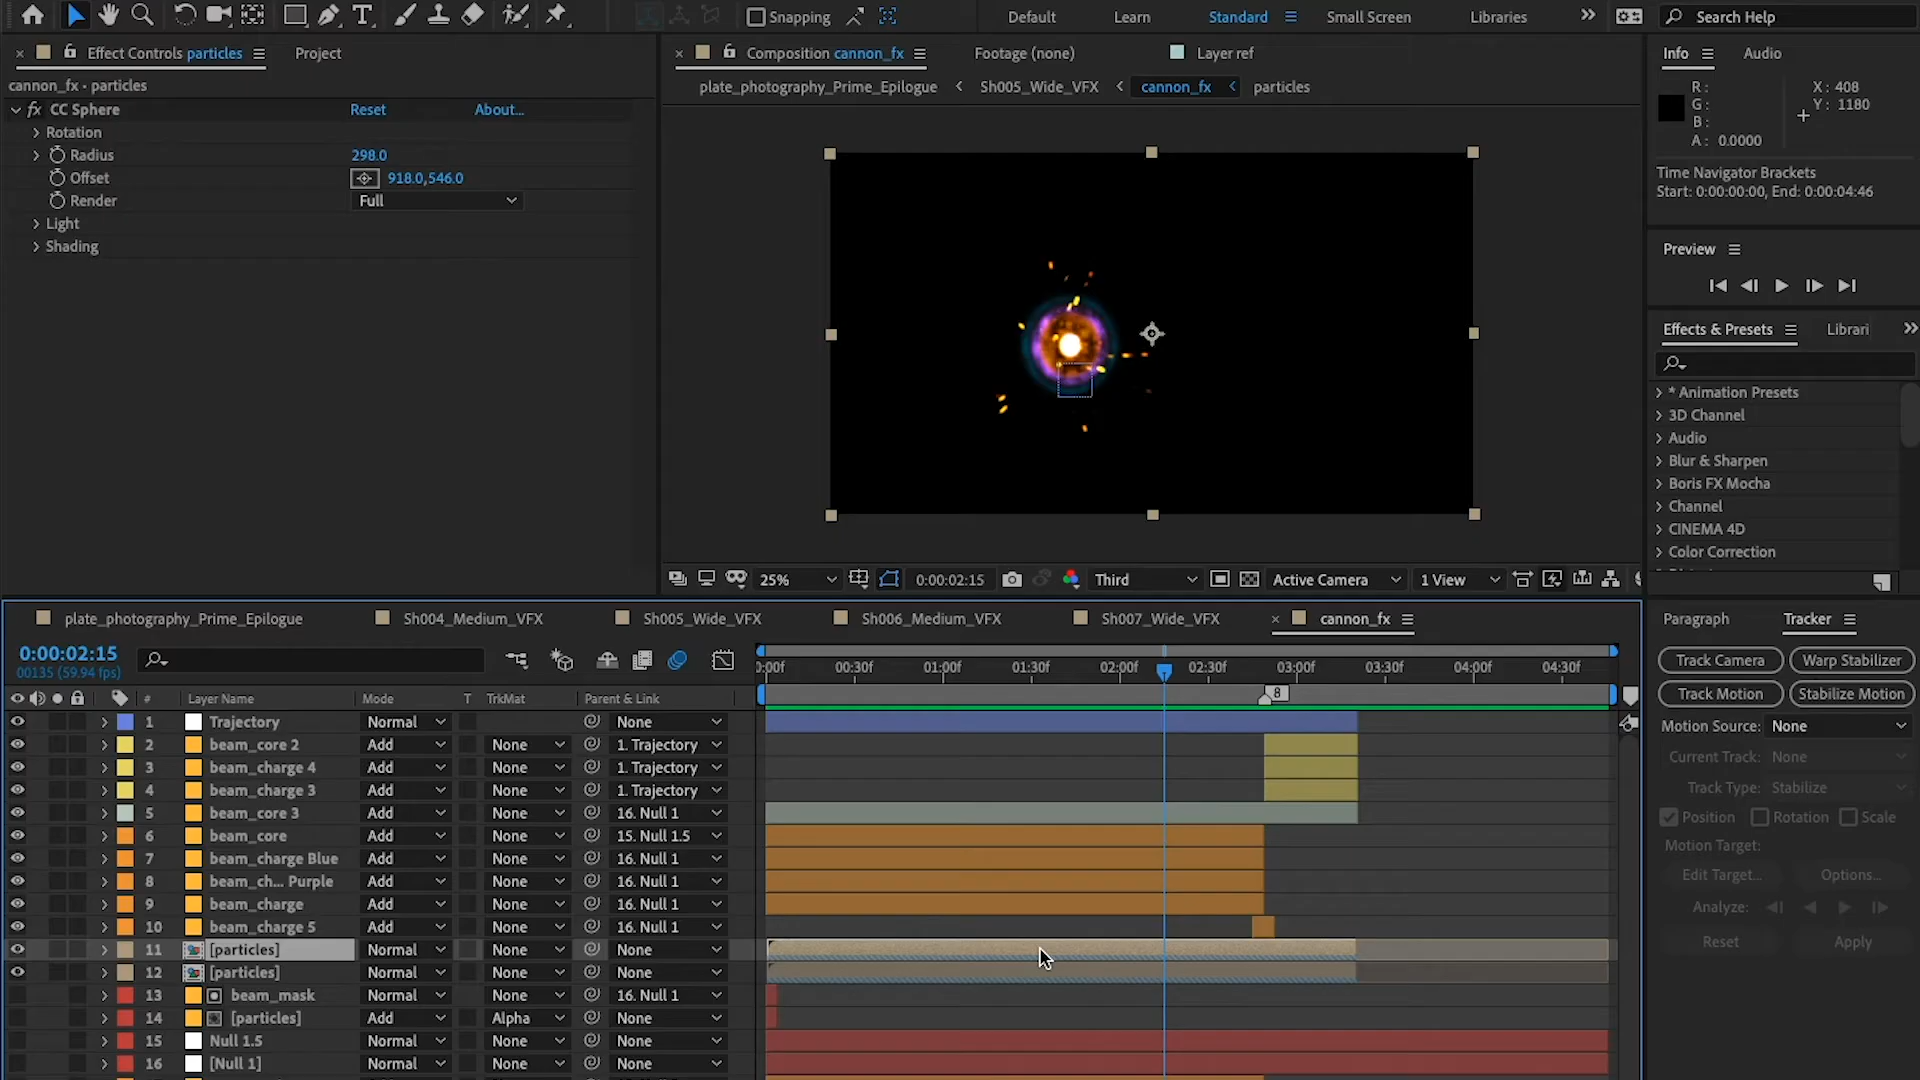 Snapping
Default
Learn
Standard
Small Screen
Libraries
Search Help
Effect Controls particles
Project
cannon_fx • particles
fx CC Sphere
Reset
About...
Rotation
Radius
298.0
Offset
918.0,546.0
Render
Full
Light
Shading
Composition cannon_fx
Footage (none)
Layer ref
plate_photography_Prime_Epilogue
Sh005_Wide_VFX
cannon_fx
particles
25%
0:00:02:15
Third
Active Camera
1 View
Info
Audio
R:
G:
B:
A: 0.0000
X: 408
Y: 1180
Time Navigator Brackets
Start: 0:00:00:00, End: 0:00:04:46
Preview
Effects & Presets
Librari
* Animation Presets
3D Channel
Audio
Blur & Sharpen
Boris FX Mocha
Channel
CINEMA 4D
Color Correction
plate_photography_Prime_Epilogue
Sh004_Medium_VFX
Sh005_Wide_VFX
Sh006_Medium_VFX
Sh007_Wide_VFX
cannon_fx
0:00:02:15
00135 (59.94 fps)
0:00f 00:30f 01:00f 01:30f 02:00f 02:30f 03:00f 03:30f 04:00f 04:30f
8
# Layer Name Mode T TrkMat Parent & Link
1 Trajectory Normal None
2 beam_core 2 Add None 1. Trajectory
3 beam_charge 4 Add None 1. Trajectory
4 beam_charge 3 Add None 1. Trajectory
5 beam_core 3 Add None 16. Null 1
6 beam_core Add None 15. Null 1.5
7 beam_charge Blue Add None 16. Null 1
8 beam_ch... Purple Add None 16. Null 1
9 beam_charge Add None 16. Null 1
10 beam_charge 5 Add None 16. Null 1
11 [particles] Normal None None
12 [particles] Normal None None
13 beam_mask Normal None 16. Null 1
14 [particles] Add Alpha None
15 Null 1.5 Normal None None
16 [Null 1] Normal None None
Paragraph
Tracker
Track Camera
Warp Stabilizer
Track Motion
Stabilize Motion
Motion Source: None
Current Track: None
Track Type: Stabilize
Position Rotation Scale
Motion Target:
Edit Target...
Options...
Analyze:
Reset
Apply